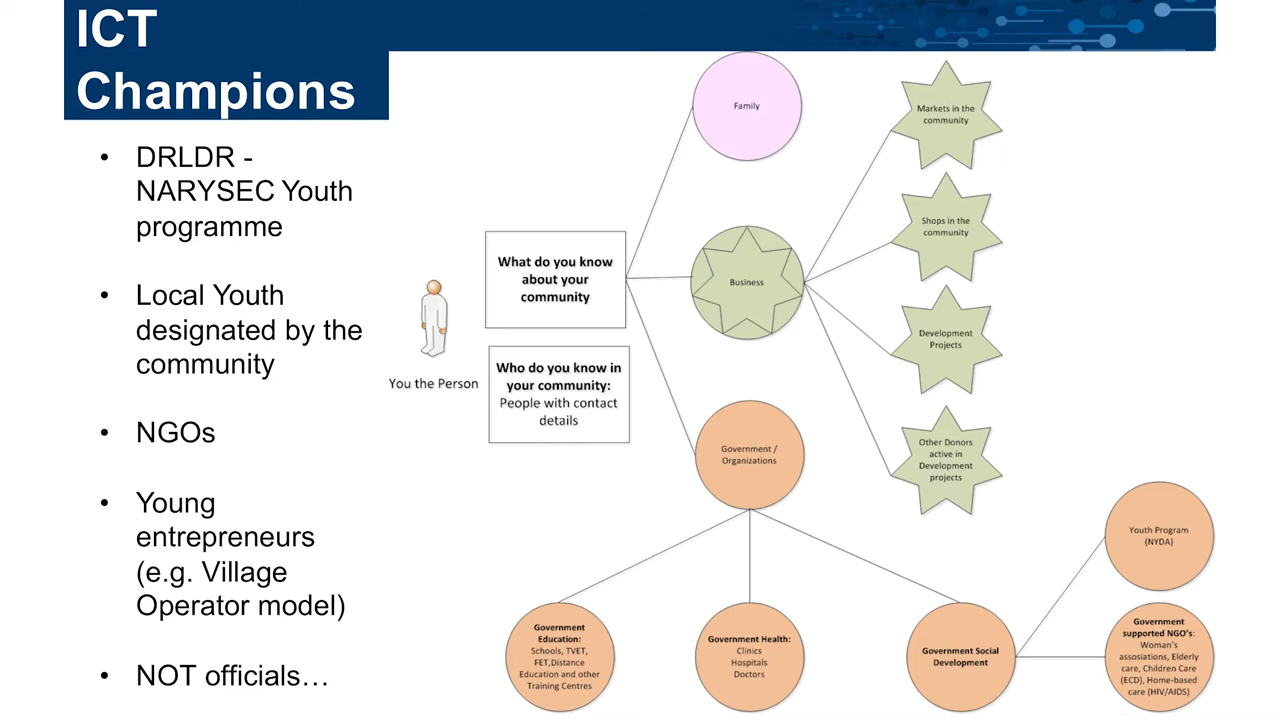 ICT
Champions
• DRLDR -
NARYSEC Youth
programme
• Local Youth
designated by the
community
• NGOs
• Young
entrepreneurs
(e.g. Village
Operator model)
• NOT officials…
You the Person
What do you know
about your
community
Who do you know in
your community:
People with contact
details
Family
Business
Government /
Organizations
Markets in the
community
Shops in the
community
Development
Projects
Other Donors
active in
Development
projects
Government
Education:
Schools, TVET,
FET,Distance
Education and other
Training Centres
Government Health:
Clinics
Hospitals
Doctors
Government Social
Development
Youth Program
(NYDA)
Government
supported NGO's:
Woman's
assosiations, Elderly
care, Children Care
(ECD), Home-based
care (HIV/AIDS)